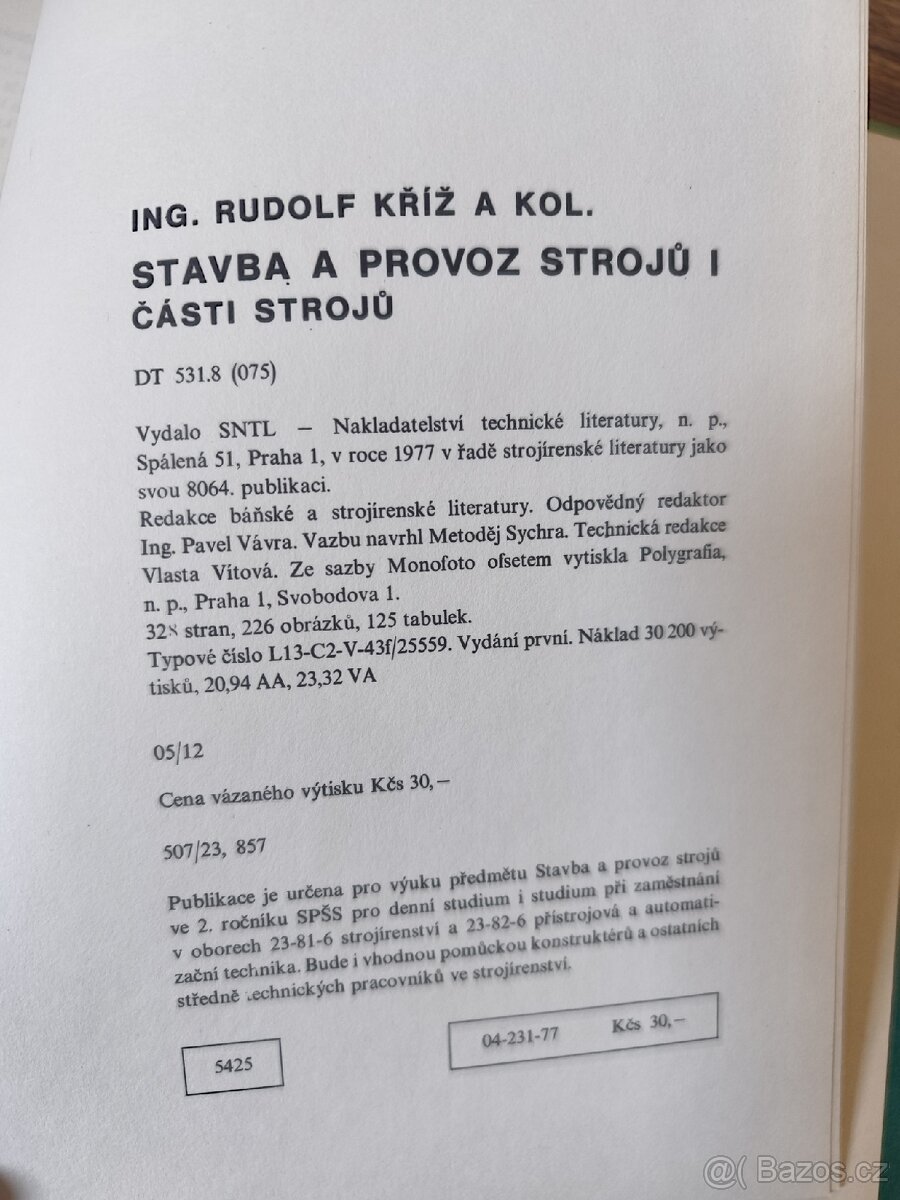 ING. RUDOLF KŘÍŽ A KOL.
STAVBA A PROVOZ STROJŮ I
ČÁSTI STROJŮ
DT 531.8 (075)
Vydalo SNTL — Nakladatelství technické literatury, n. p.,
Spálená 51, Praha 1, v roce 1977 v řadě strojírenské literatury jako
svou 8064. publikaci.
Redakce báňské a strojírenské literatury. Odpovědný redaktor
Ing. Pavel Vávra. Vazbu navrhl Metoděj Sychra. Technická redakce
Vlasta Vítová. Ze sazby Monofoto ofsetem vytiskla Polygrafia,
n. p., Praha 1, Svobodova 1.
stran, 226 obrázků, 125 tabulek.
Typové číslo L13-C2-V-43f/25559. Vydání první. Náklad 30 200 vý-
tisků, 20,94 AA, 23,32 VA
05/12
Cena vázaného výtisku Kčs 30,—
507/23, 857
Publikace je určena pro výuku předmětu Stavba a provoz strojů
ve 2. ročníku SPŠS pro denní studium i studium při zaměstnání
v oborech 23-81-6 strojírenství a 23-82-6 přístrojová a automati-
zační technika. Bude i vhodnou pomůckou konstruktérů a ostatních
středně technických pracovníků ve strojírenství.
5425
04-231-77 Kčs 30,—
@( Bazos.cz